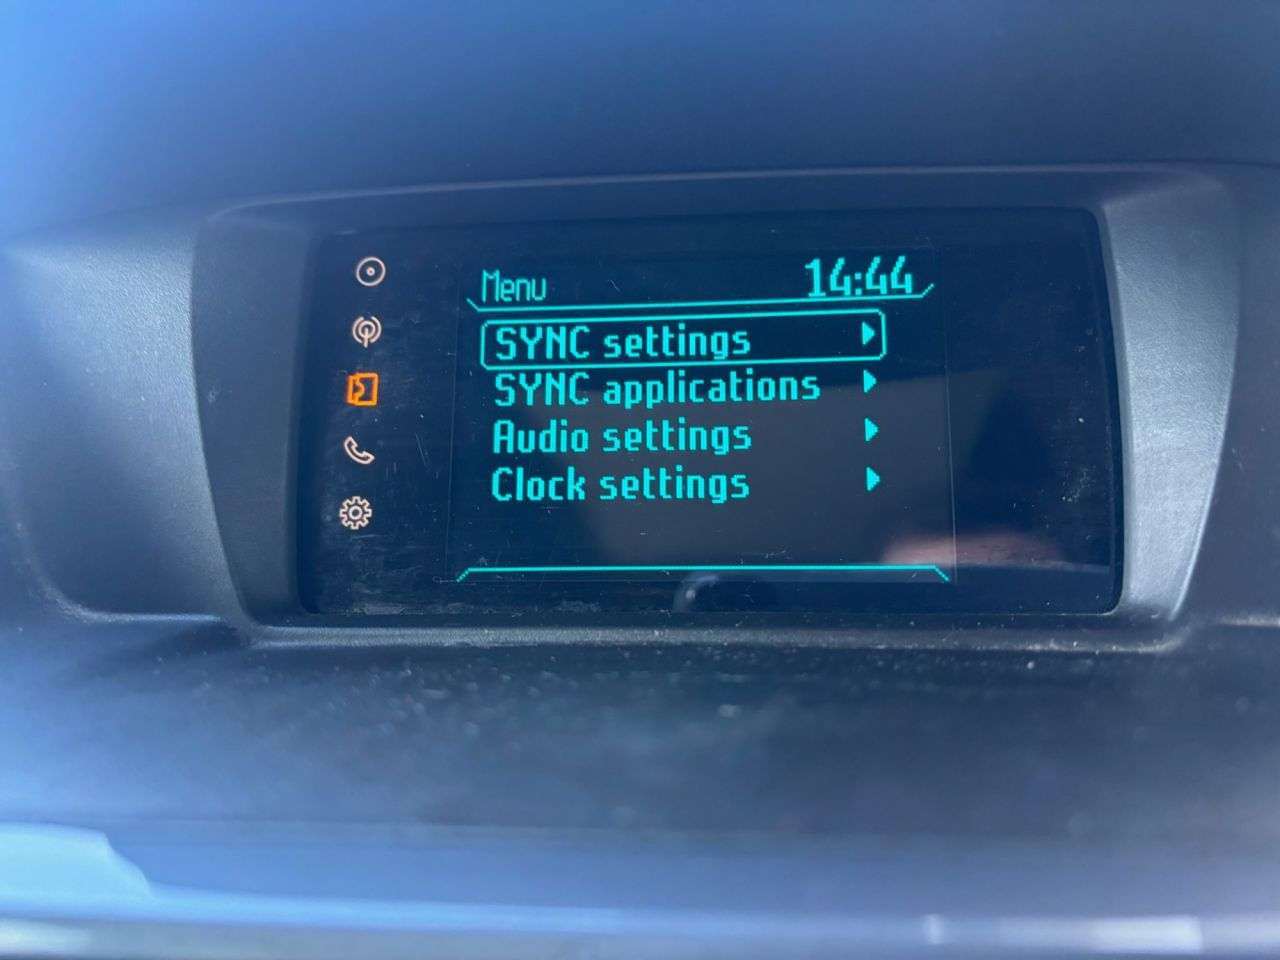 Menu 14:44
SYNC settings
SYNC applications
Audio settings
Clock settings